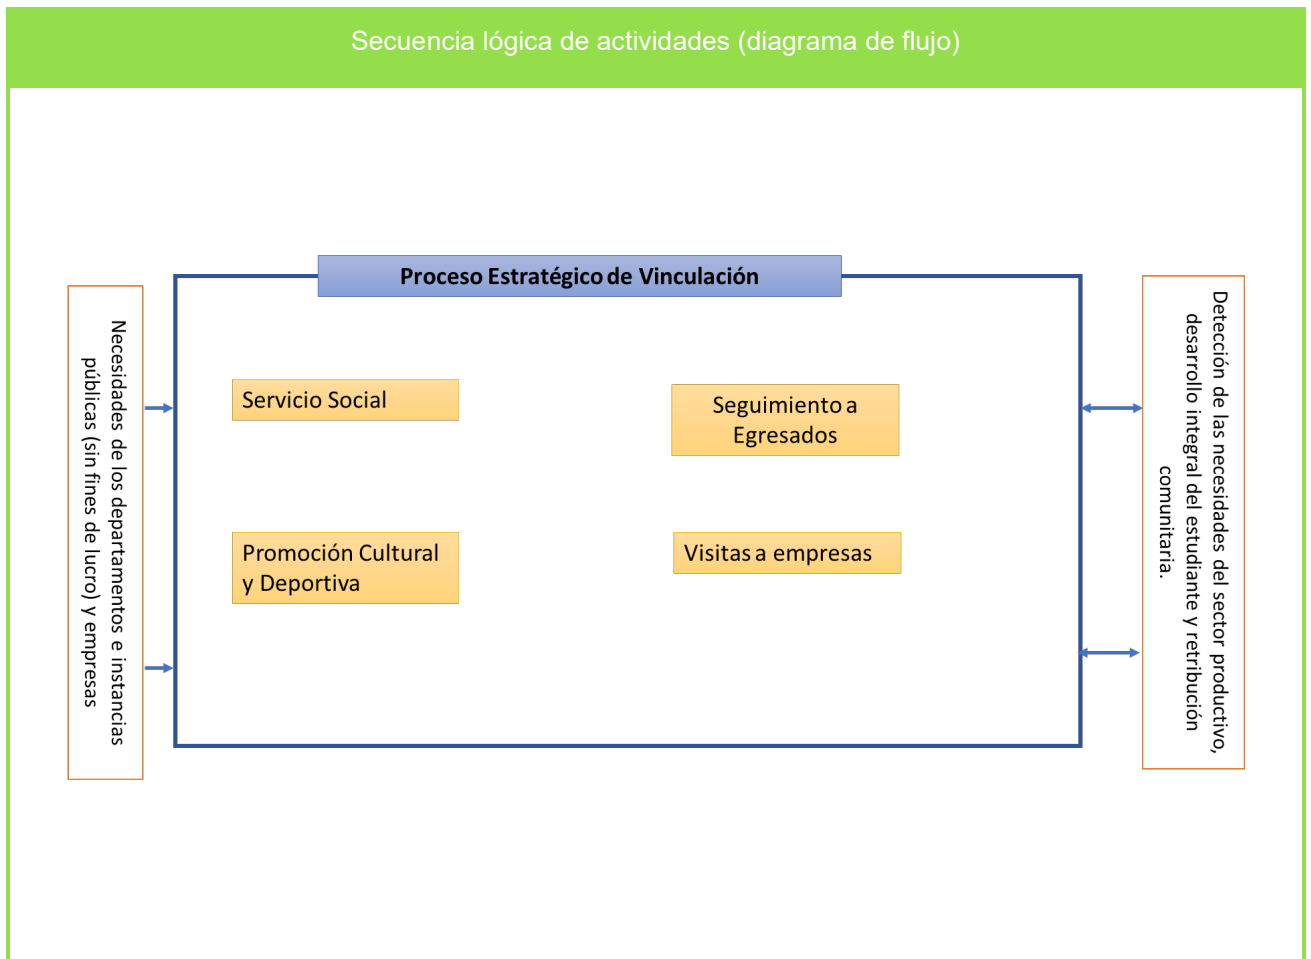 Secuencia lógica de actividades (diagrama de flujo)
Proceso Estratégico de Vinculación
Necesidades de los departamentos e instancias
públicas (sin fines de lucro) y empresas
Servicio Social
Seguimiento a
Egresados
Promoción Cultural
y Deportiva
Visitas a empresas
Detección de las necesidades del sector productivo,
desarrollo integral del estudiante y retribución
comunitaria.